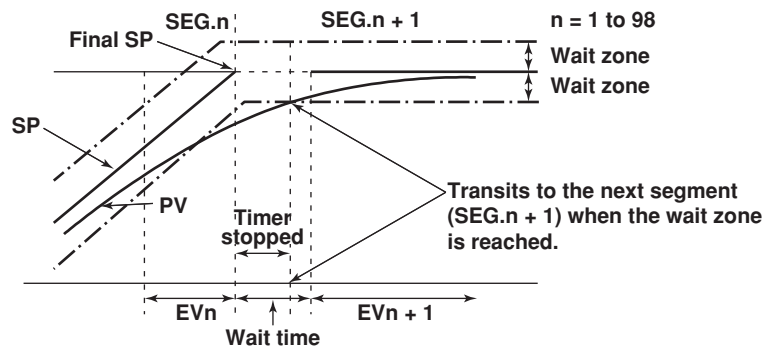 SEG.n
SEG.n + 1
n = 1 to 98
Final SP
Wait zone
Wait zone
SP
PV
Timer
stopped
Transits to the next segment
(SEG.n + 1) when the wait zone
is reached.
EVn
EVn + 1
Wait time